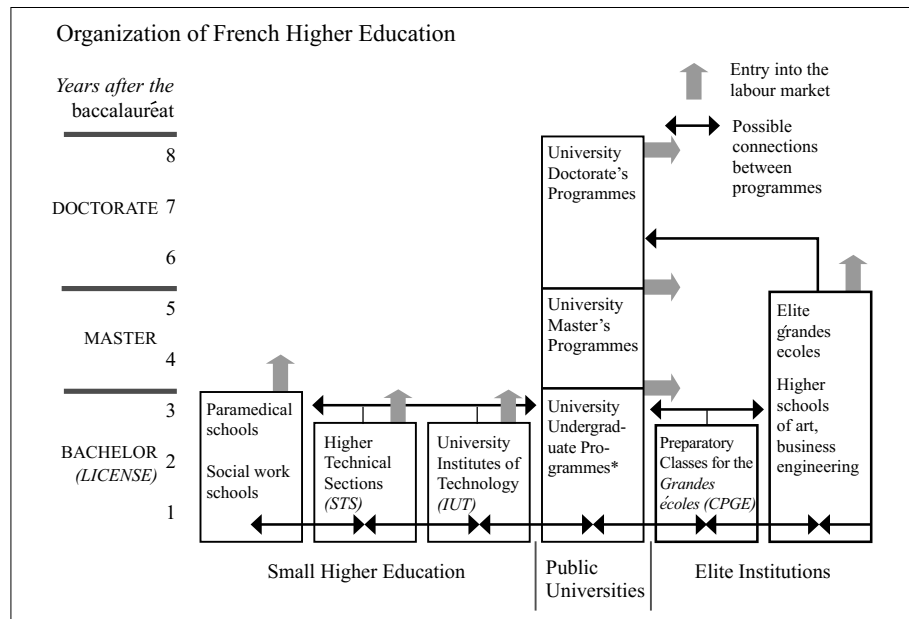 Organization of French Higher Education
Years after the
baccalauréat
8
DOCTORATE 7
6
5
MASTER
4
3
BACHELOR
2
(LICENSE)
1
Entry into the
labour market
Possible
connections
between
programmes
Paramedical
schools
Social work
schools
Higher
Technical
Sections
(STS)
University
Institutes of
Technology
(IUT)
University
Doctorate's
Programmes
University
Master's
Programmes
University
Undergrad-
uate Pro-
grammes*
Preparatory
Classes for the
Grandes
écoles (CPGE)
Elite
grandes
ecoles
Higher
schools
of art,
business
engineering
Small Higher Education
Public
Universities
Elite Institutions